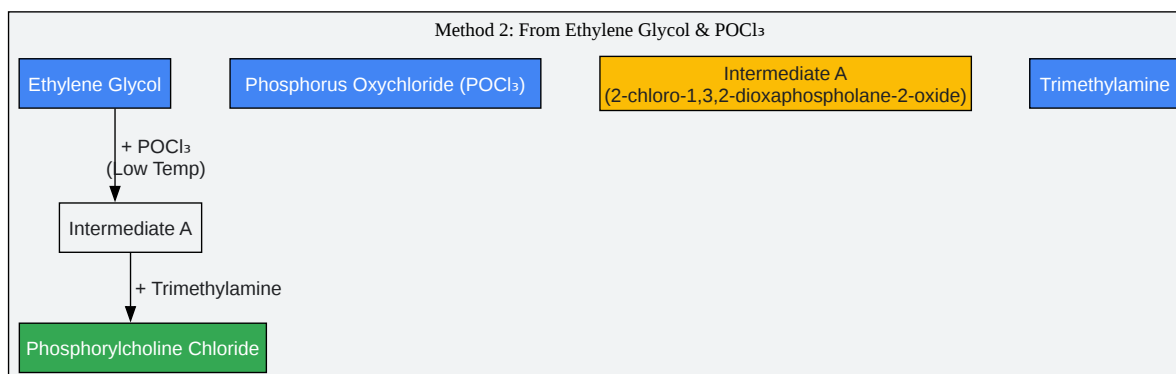 Method 2: From Ethylene Glycol & POCl₃
Ethylene Glycol
Phosphorus Oxychloride (POCl₃)
Intermediate A
(2-chloro-1,3,2-dioxaphospholane-2-oxide)
Trimethylamine
+ POCl₃
(Low Temp)
Intermediate A
+ Trimethylamine
Phosphorylcholine Chloride